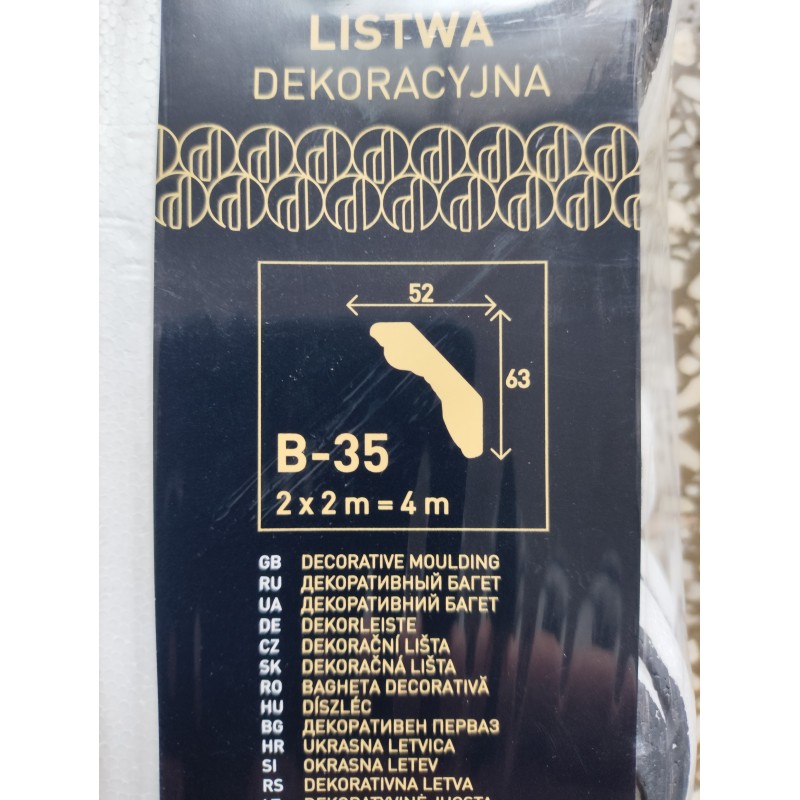 LISTWA
DEKORACYJNA
52
63
B-35
2 x 2 m = 4 m
GB DECORATIVE MOULDING
RU ДЕКОРАТИВНЫЙ БАГЕТ
UA ДЕКОРАТИВНИЙ БАГЕТ
DE DEKORLEISTE
CZ DEKORAČNÍ LIŠTA
SK DEKORAČNÁ LIŠTA
RO BAGHETA DECORATIVĂ
HU DÍSZLÉC
BG ДЕКОРАТИВЕН ПЕРВАЗ
HR UKRASNA LETVICA
SI OKRASNA LETEV
RS DEKORATIVNA LETVA